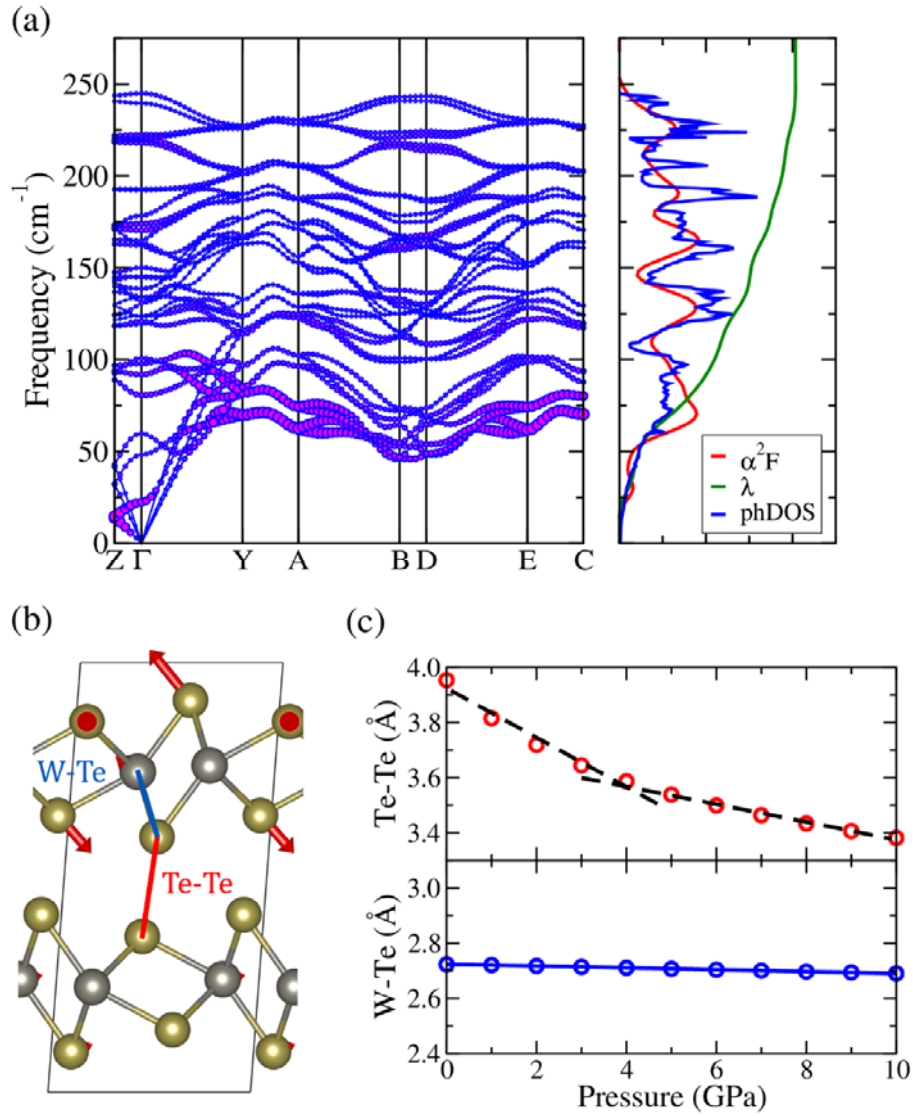 (a)
250
200
150
100
50
0
Frequency (cm⁻¹)
Z Γ Y A B D E C
α²F
λ
phDOS
(b)
W-Te
Te-Te
(c)
4.0
3.8
3.6
3.4
Te-Te (Å)
3.0
2.8
2.6
2.4
W-Te (Å)
0 2 4 6 8 10
Pressure (GPa)